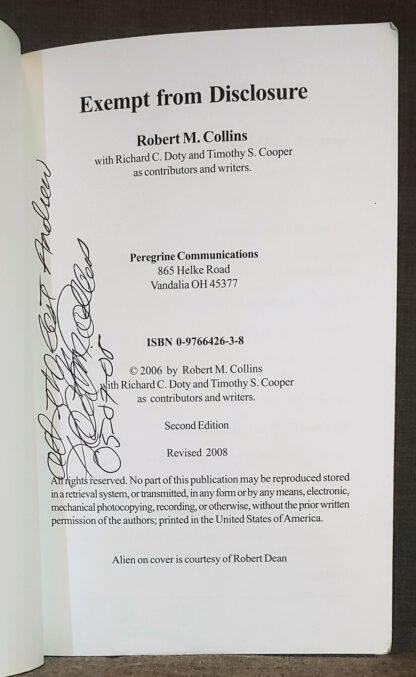 Exempt from Disclosure
Robert M. Collins
with Richard C. Doty and Timothy S. Cooper
as contributors and writers.
Peregrine Communications
865 Helke Road
Vandalia OH 45377
ISBN 0-9766426-3-8
© 2006 by Robert M. Collins
with Richard C. Doty and Timothy S. Cooper
as contributors and writers.
Second Edition
Revised 2008
All rights reserved. No part of this publication may be reproduced stored
in a retrieval system, or transmitted, in any form or by any means, electronic,
mechanical photocopying, recording, or otherwise, without the prior written
permission of the authors; printed in the United States of America.
Alien on cover is courtesy of Robert Dean
Best Andrew
Collins